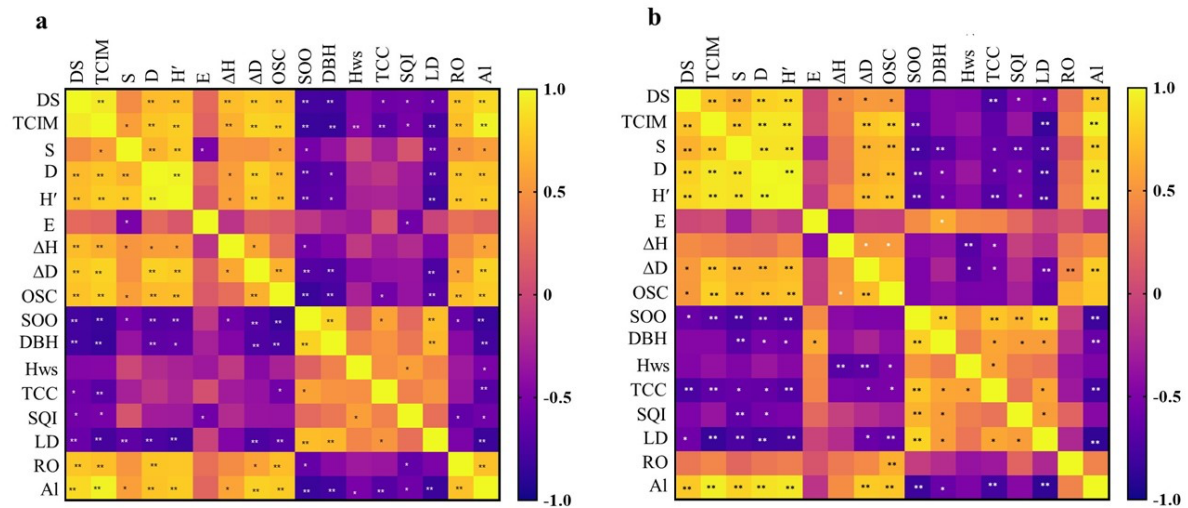 a
DS TCIM S D H′ E ΔH ΔD OSC SOO DBH Hws TCC SQI LD RO Al
DS
TCIM
S
D
H′
E
ΔH
ΔD
OSC
SOO
DBH
Hws
TCC
SQI
LD
RO
Al
1.0
0.5
0
-0.5
-1.0
b
DS TCIM S D H′ E ΔH ΔD OSC SOO DBH Hws TCC SQI LD RO Al
DS
TCIM
S
D
H′
E
ΔH
ΔD
OSC
SOO
DBH
Hws
TCC
SQI
LD
RO
Al
1.0
0.5
0
-0.5
-1.0